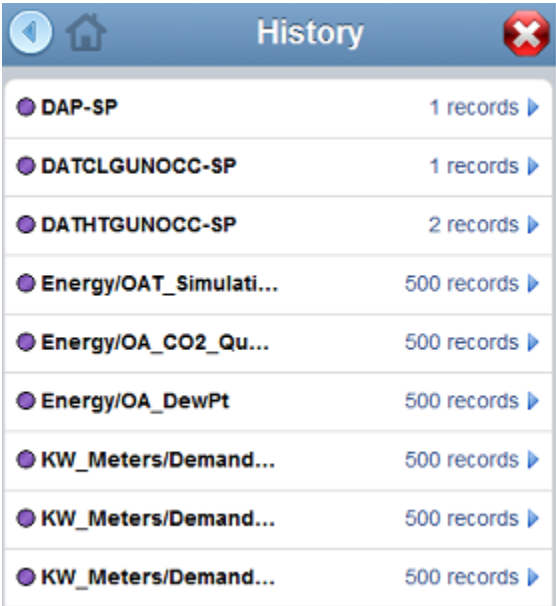 History
DAP-SP 1 records
DATCLGUNOCC-SP 1 records
DATHTGUNOCC-SP 2 records
Energy/OAT_Simulati... 500 records
Energy/OA_CO2_Qu... 500 records
Energy/OA_DewPt 500 records
KW_Meters/Demand... 500 records
KW_Meters/Demand... 500 records
KW_Meters/Demand... 500 records